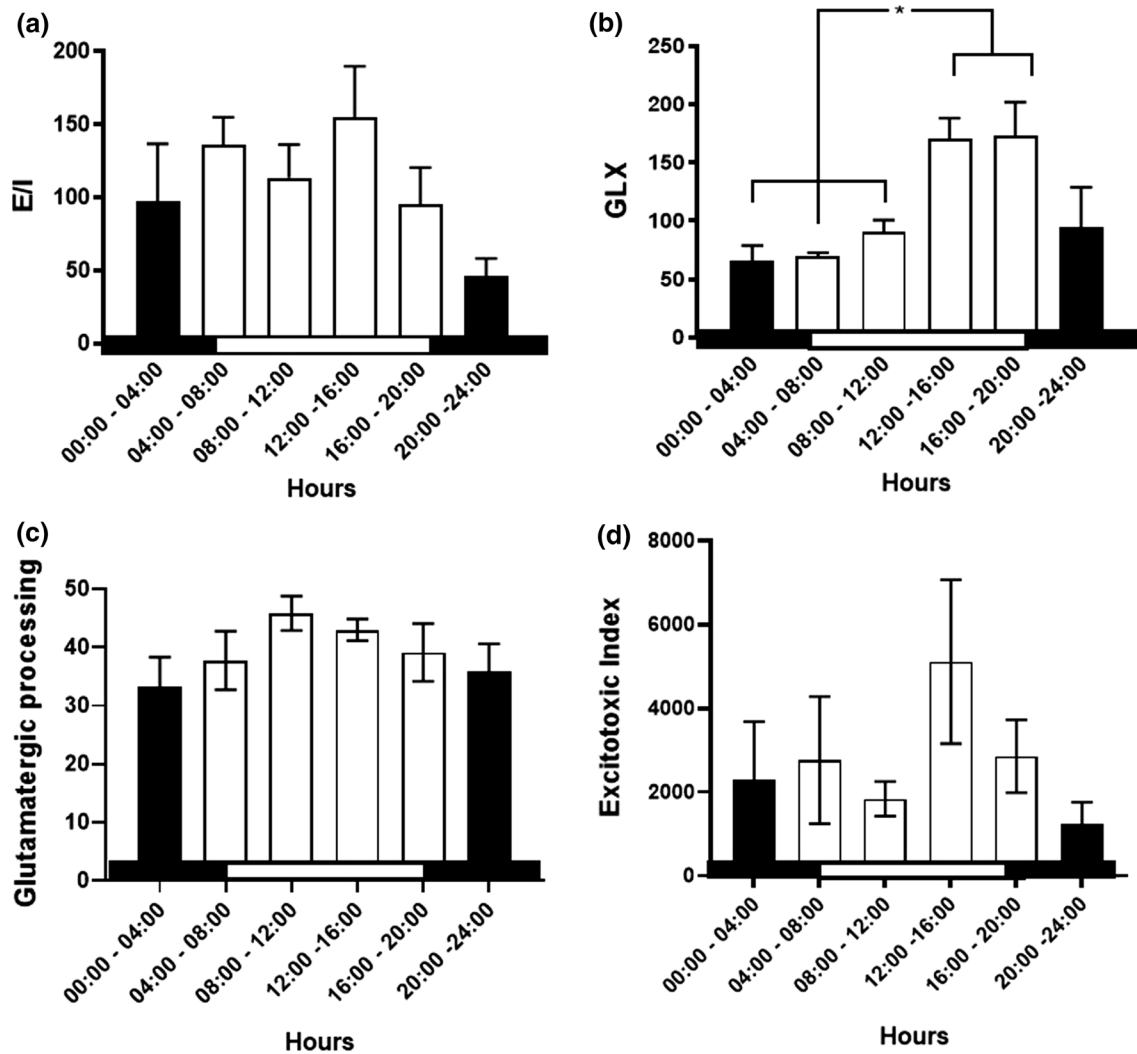 (a)
E/I
200
150
100
50
0
00:00 - 04:00
04:00 - 08:00
08:00 - 12:00
12:00 -16:00
16:00 - 20:00
20:00 -24:00
Hours
(b)
*
GLX
250
200
150
100
50
0
00:00 - 04:00
04:00 - 08:00
08:00 - 12:00
12:00 -16:00
16:00 - 20:00
20:00 -24:00
Hours
(c)
Glutamatergic processing
50
40
30
20
10
0
00:00 - 04:00
04:00 - 08:00
08:00 - 12:00
12:00 -16:00
16:00 - 20:00
20:00 -24:00
Hours
(d)
Excitotoxic Index
8000
6000
4000
2000
0
00:00 - 04:00
04:00 - 08:00
08:00 - 12:00
12:00 -16:00
16:00 - 20:00
20:00 -24:00
Hours